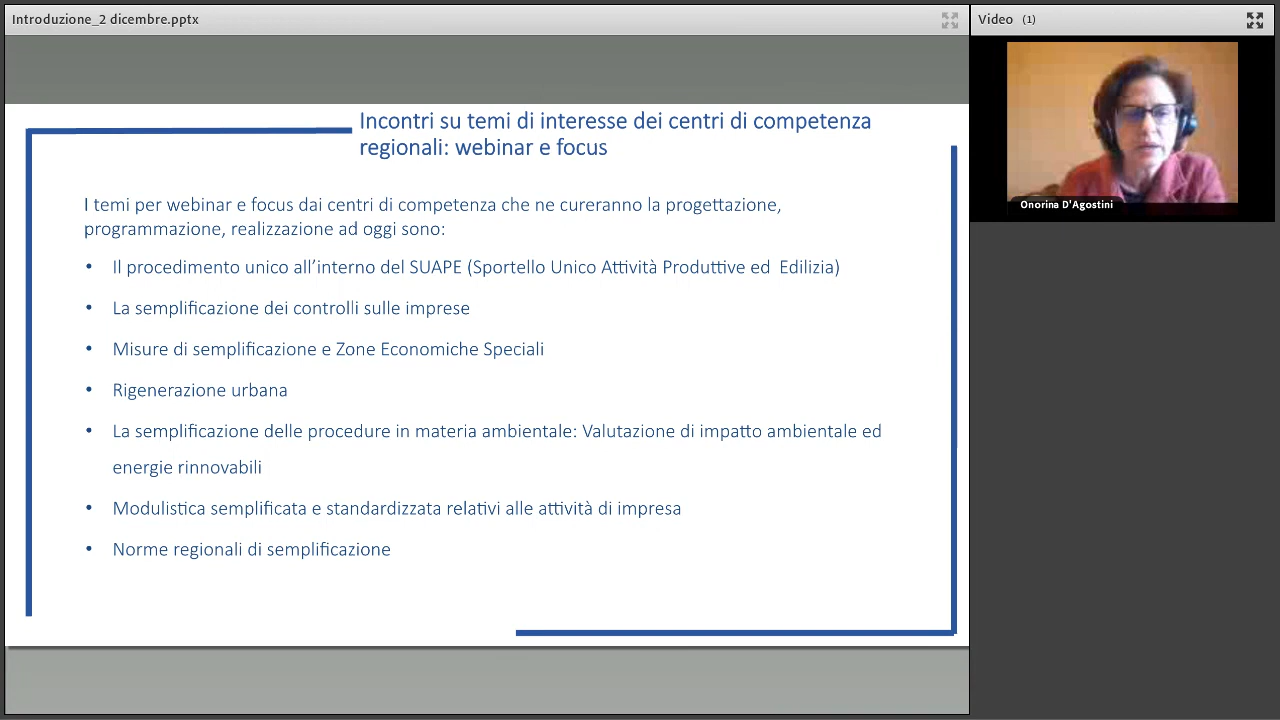 Introduzione_2 dicembre.pptx
Video (1)
Onorina D'Agostini
Incontri su temi di interesse dei centri di competenza
regionali: webinar e focus
I temi per webinar e focus dai centri di competenza che ne cureranno la progettazione,
programmazione, realizzazione ad oggi sono:
• Il procedimento unico all’interno del SUAPE (Sportello Unico Attività Produttive ed Edilizia)
• La semplificazione dei controlli sulle imprese
• Misure di semplificazione e Zone Economiche Speciali
• Rigenerazione urbana
• La semplificazione delle procedure in materia ambientale: Valutazione di impatto ambientale ed
energie rinnovabili
• Modulistica semplificata e standardizzata relativi alle attività di impresa
• Norme regionali di semplificazione